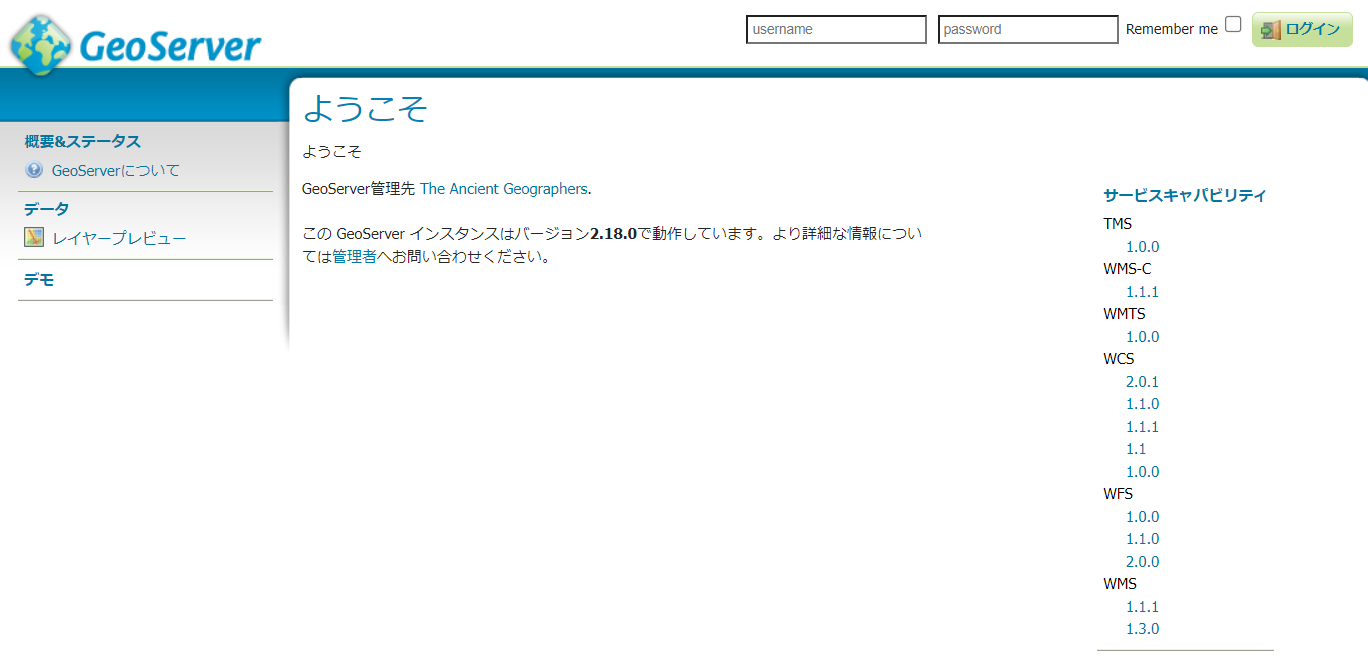 GeoServer
username
password
Remember me
ログイン
概要&ステータス
GeoServerについて
データ
レイヤープレビュー
デモ
ようこそ
ようこそ
GeoServer管理先 The Ancient Geographers.
この GeoServer インスタンスはバージョン2.18.0で動作しています。より詳細な情報につい
ては管理者へお問い合わせください。
サービスキャパビリティ
TMS
1.0.0
WMS-C
1.1.1
WMTS
1.0.0
WCS
2.0.1
1.1.0
1.1.1
1.1
1.0.0
WFS
1.0.0
1.1.0
2.0.0
WMS
1.1.1
1.3.0